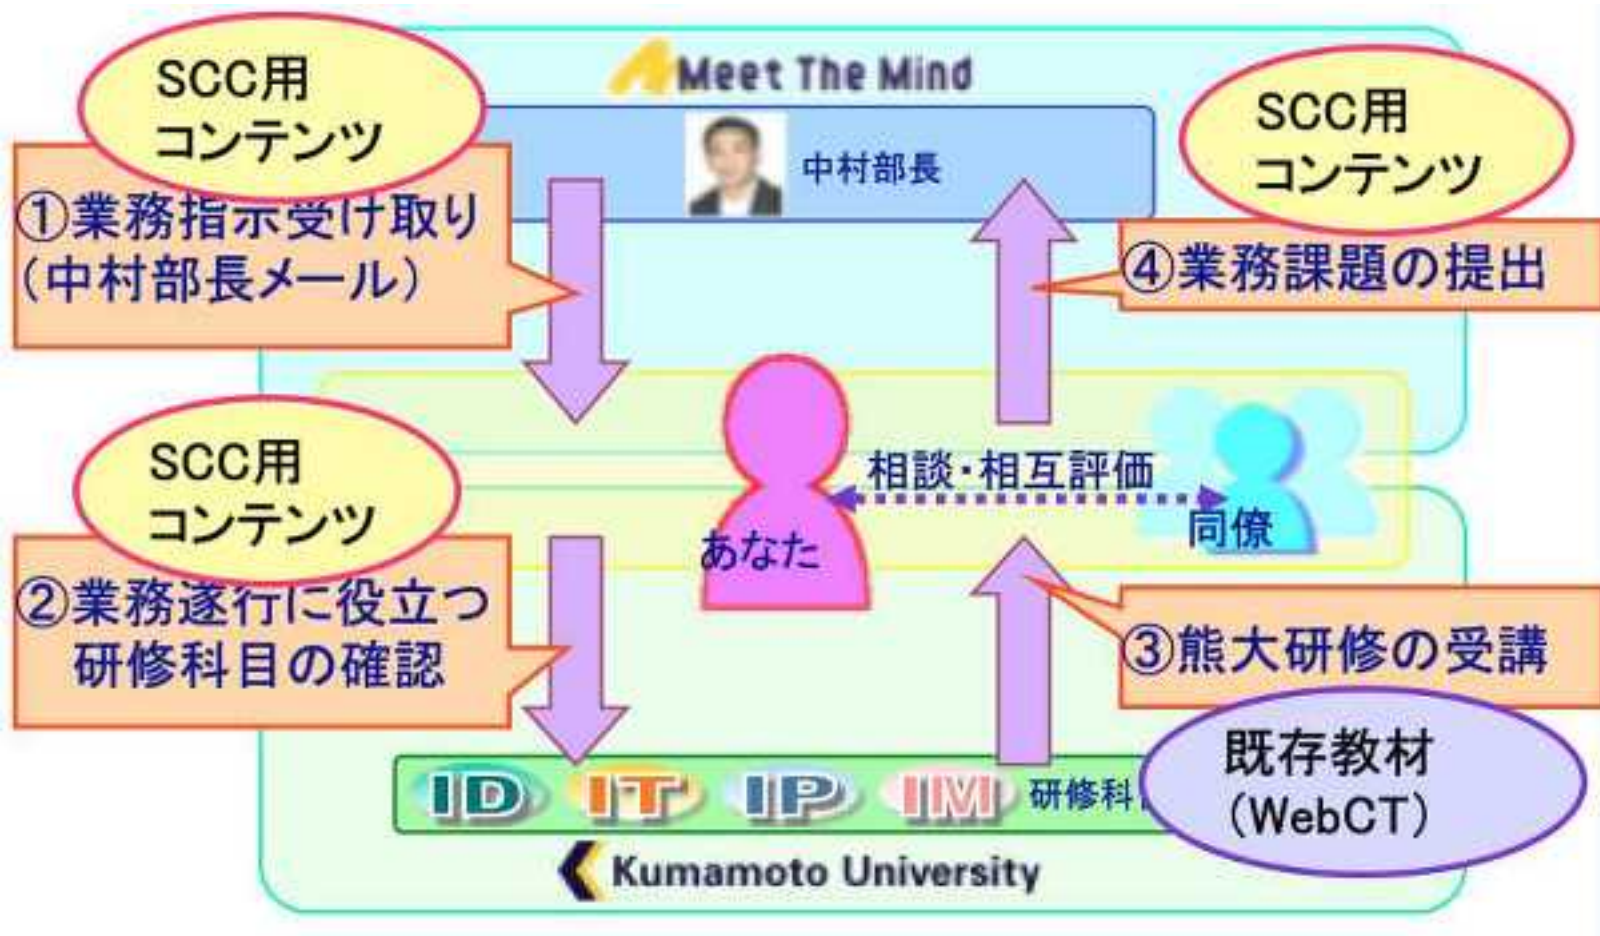 Meet The Mind
中村部長
SCC用
コンテンツ
①業務指示受け取り
（中村部長メール）
SCC用
コンテンツ
④業務課題の提出
相談・相互評価
あなた
同僚
SCC用
コンテンツ
②業務遂行に役立つ
研修科目の確認
③熊大研修の受講
既存教材
（WebCT）
ID IT IP IM 研修科
Kumamoto University